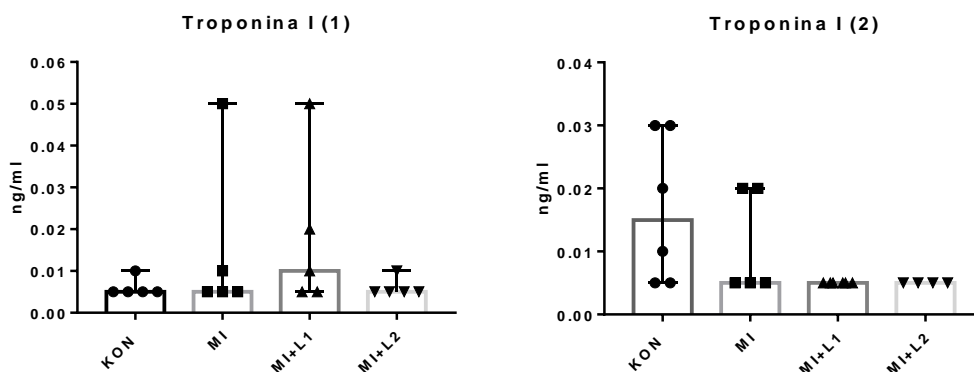 Troponina I (1)
ng/ml
0.06
0.05
0.04
0.03
0.02
0.01
0.00
KON
MI
MI+L1
MI+L2
Troponina I (2)
ng/ml
0.04
0.03
0.02
0.01
0.00
KON
MI
MI+L1
MI+L2